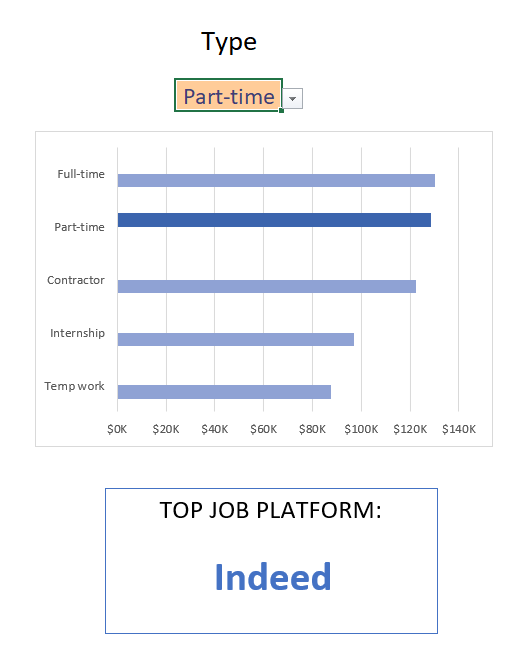 Type
Part-time
Full-time
Part-time
Contractor
Internship
Temp work
$0K $20K $40K $60K $80K $100K $120K $140K
TOP JOB PLATFORM:
Indeed